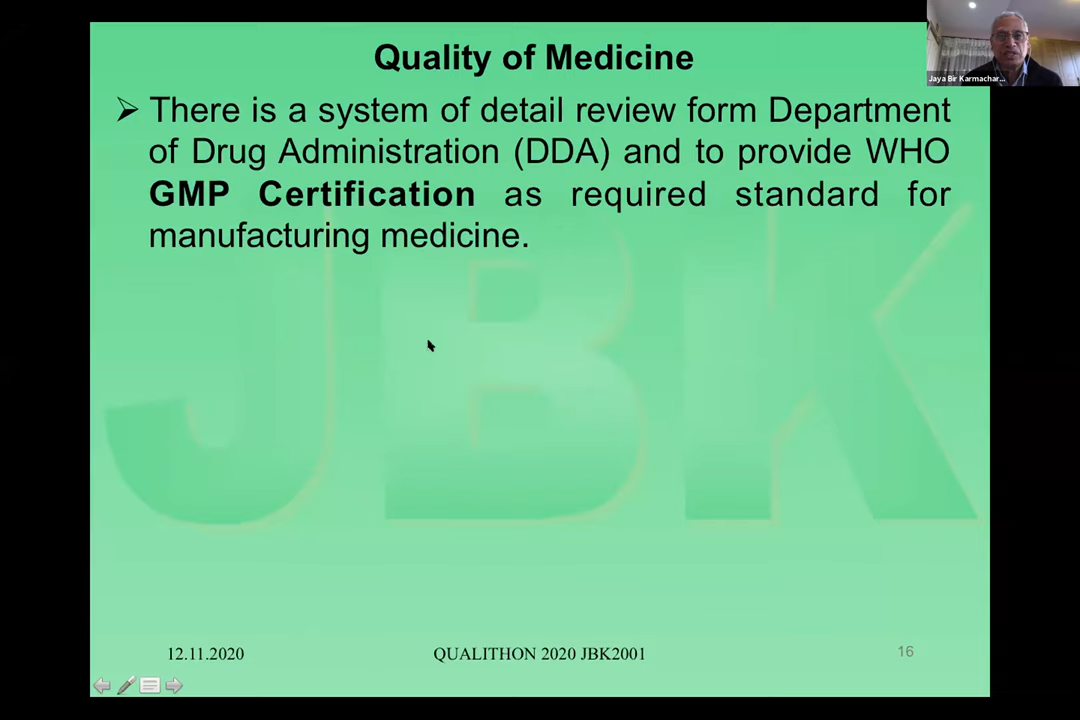 Quality of Medicine
Jaya Bir Karmachar...
➢ There is a system of detail review form Department
of Drug Administration (DDA) and to provide WHO
GMP Certification as required standard for
manufacturing medicine.
JBK
12.11.2020
QUALITHON 2020 JBK2001
16